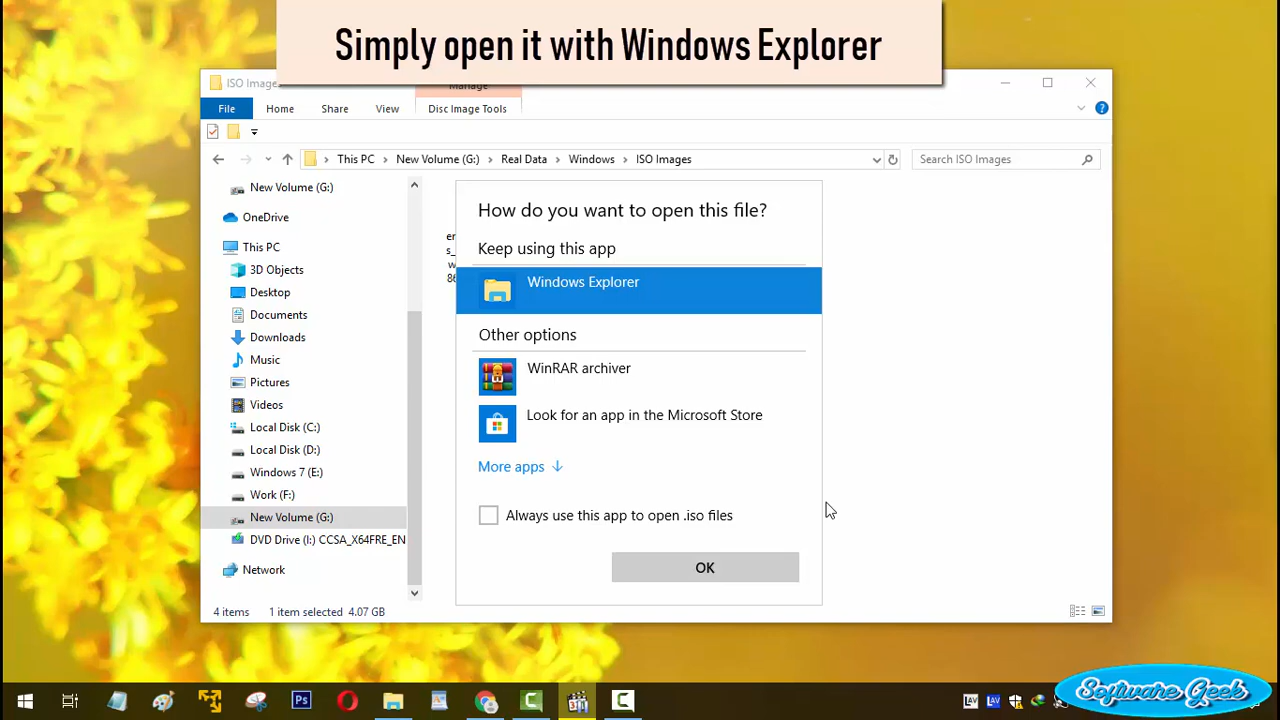 Simply open it with Windows Explorer
ISO Images
Manage
File
Home
Share
View
Disc Image Tools
This PC
New Volume (G:)
Real Data
Windows
ISO Images
Search ISO Images
New Volume (G:)
OneDrive
This PC
3D Objects
Desktop
Documents
Downloads
Music
Pictures
Videos
Local Disk (C:)
Local Disk (D:)
Windows 7 (E:)
Work (F:)
New Volume (G:)
DVD Drive (I:) CCSA_X64FRE_EN
Network
How do you want to open this file?
Keep using this app
Windows Explorer
Other options
WinRAR archiver
Look for an app in the Microsoft Store
More apps
Always use this app to open .iso files
OK
4 items
1 item selected 4.07 GB
Ps
LAV
LAV
Software Geek